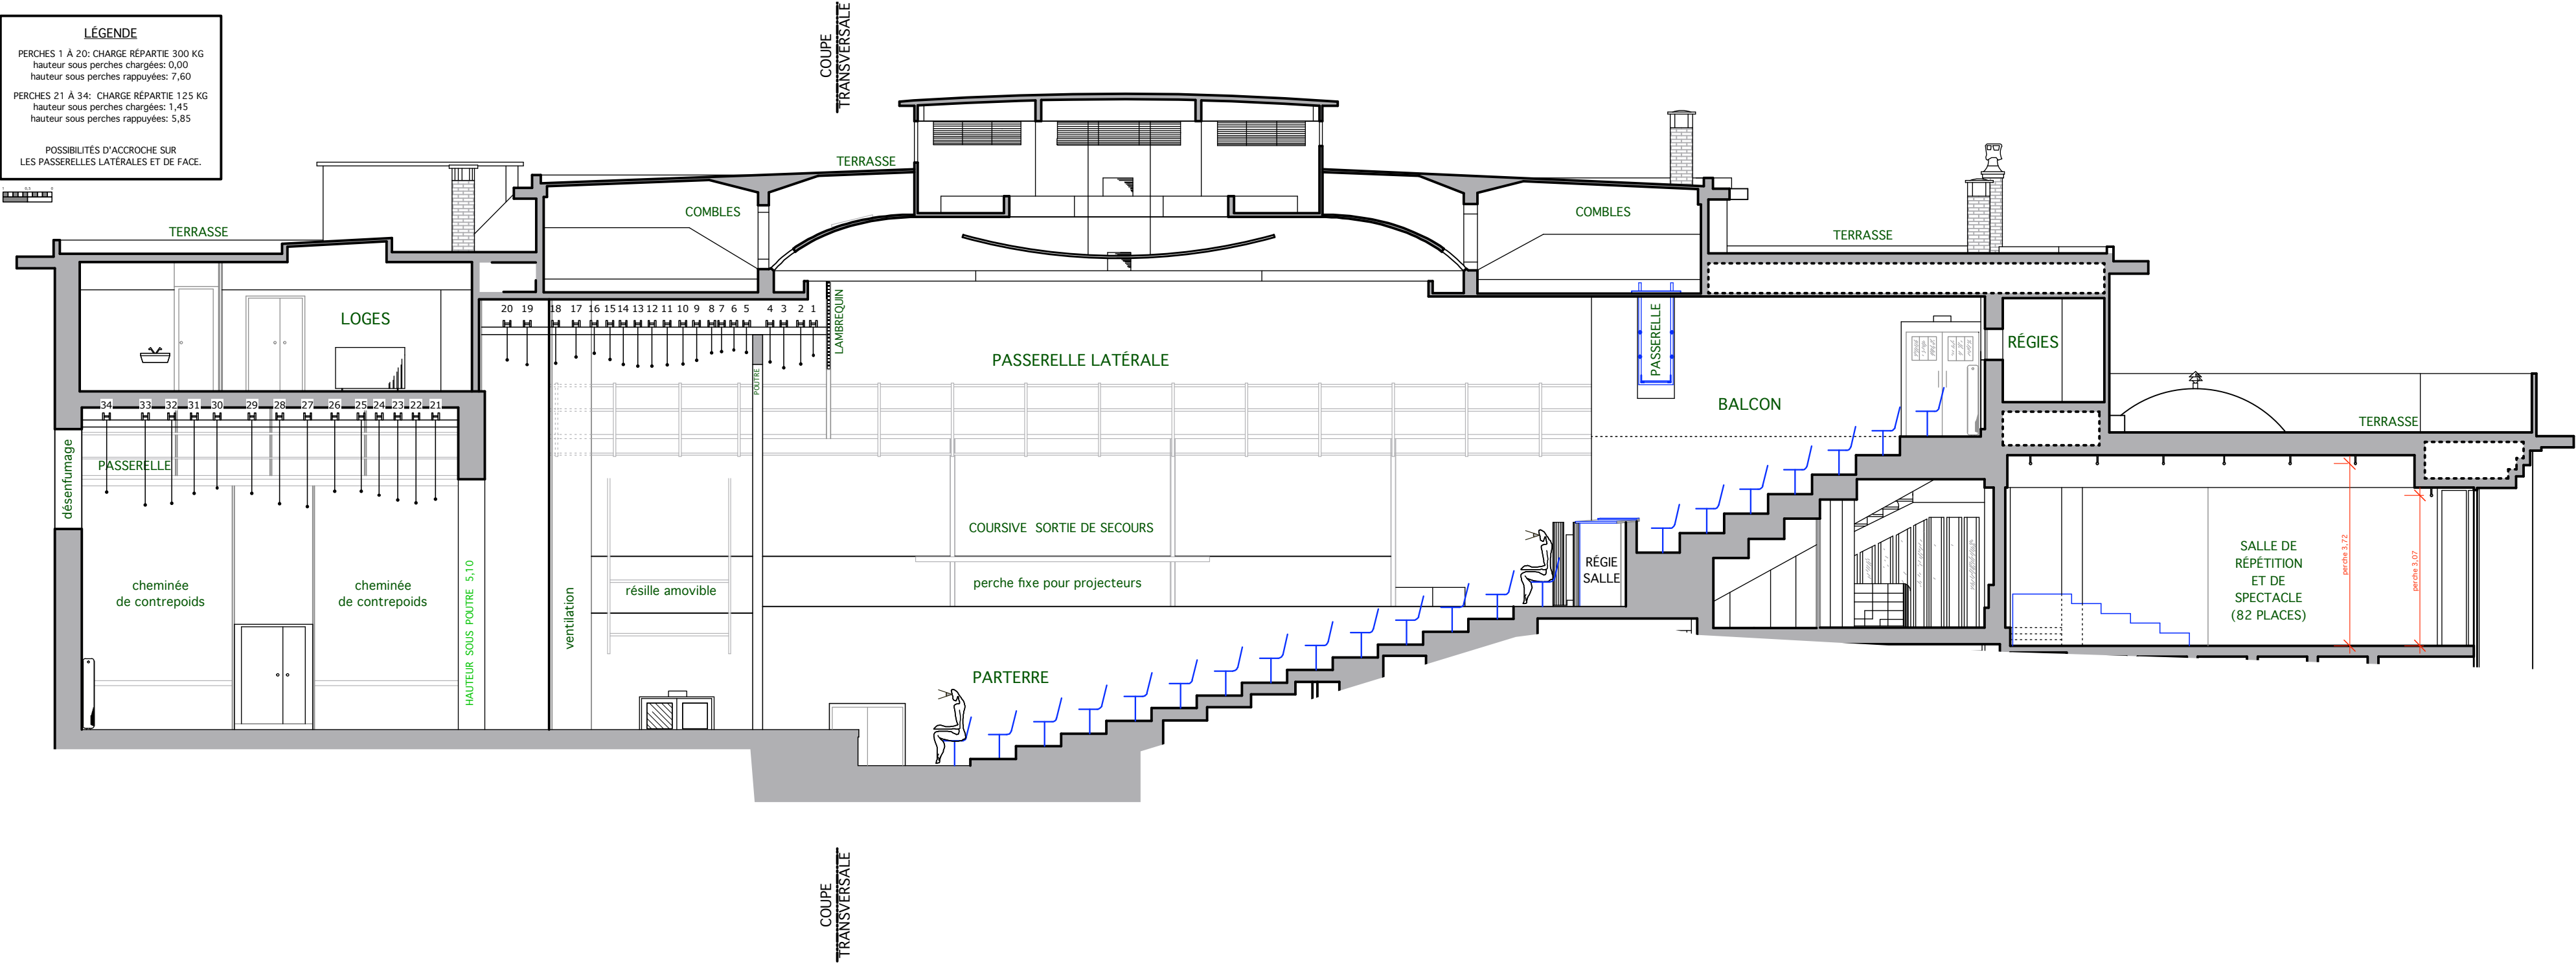 LÉGENDE
PERCHES 1 À 20: CHARGE RÉPARTIE 300 KG
hauteur sous perches chargées: 0,00
hauteur sous perches rappuyées: 7,60
PERCHES 21 À 34: CHARGE RÉPARTIE 125 KG
hauteur sous perches chargées: 1,45
hauteur sous perches rappuyées: 5,85
POSSIBILITÉS D'ACCROCHE SUR
LES PASSERELLES LATÉRALES ET DE FACE.
COUPE
TRANSVERSALE
TERRASSE
TERRASSE
COMBLES
COMBLES
TERRASSE
LOGES
20 19 18 17 16 15 14 13 12 11 10 9 8 7 6 5 4 3 2 1
LAMBREQUIN
POUTRE
PASSERELLE LATÉRALE
PASSERELLE
BALCON
RÉGIES
TERRASSE
34 33 32 31 30 29 28 27 26 25 24 23 22 21
PASSERELLE
désenfumage
cheminée
de contrepoids
cheminée
de contrepoids
HAUTEUR SOUS POUTRE 5,10
ventilation
résille amovible
COURSIVE SORTIE DE SECOURS
perche fixe pour projecteurs
PARTERRE
RÉGIE
SALLE
SALLE DE
RÉPÉTITION
ET DE
SPECTACLE
(82 PLACES)
perche 3,72
perche 3,07
COUPE
TRANSVERSALE